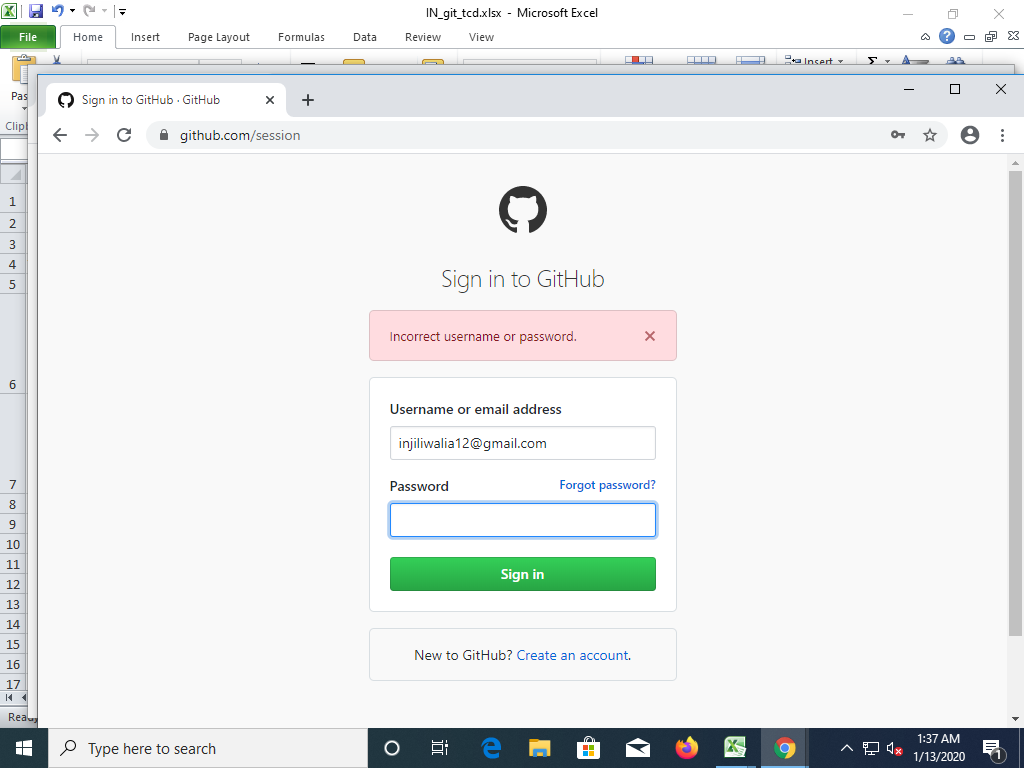 IN_git_tcd.xlsx - Microsoft Excel
File Home Insert Page Layout Formulas Data Review View
Insert
Sign in to GitHub · GitHub
github.com/session
1
2
3
4
5
6
7
8
9
10
11
12
13
14
15
16
17
Sign in to GitHub
Incorrect username or password.
Username or email address
injiliwalia12@gmail.com
Password Forgot password?
Sign in
New to GitHub? Create an account.
Type here to search
1:37 AM
1/13/2020
1